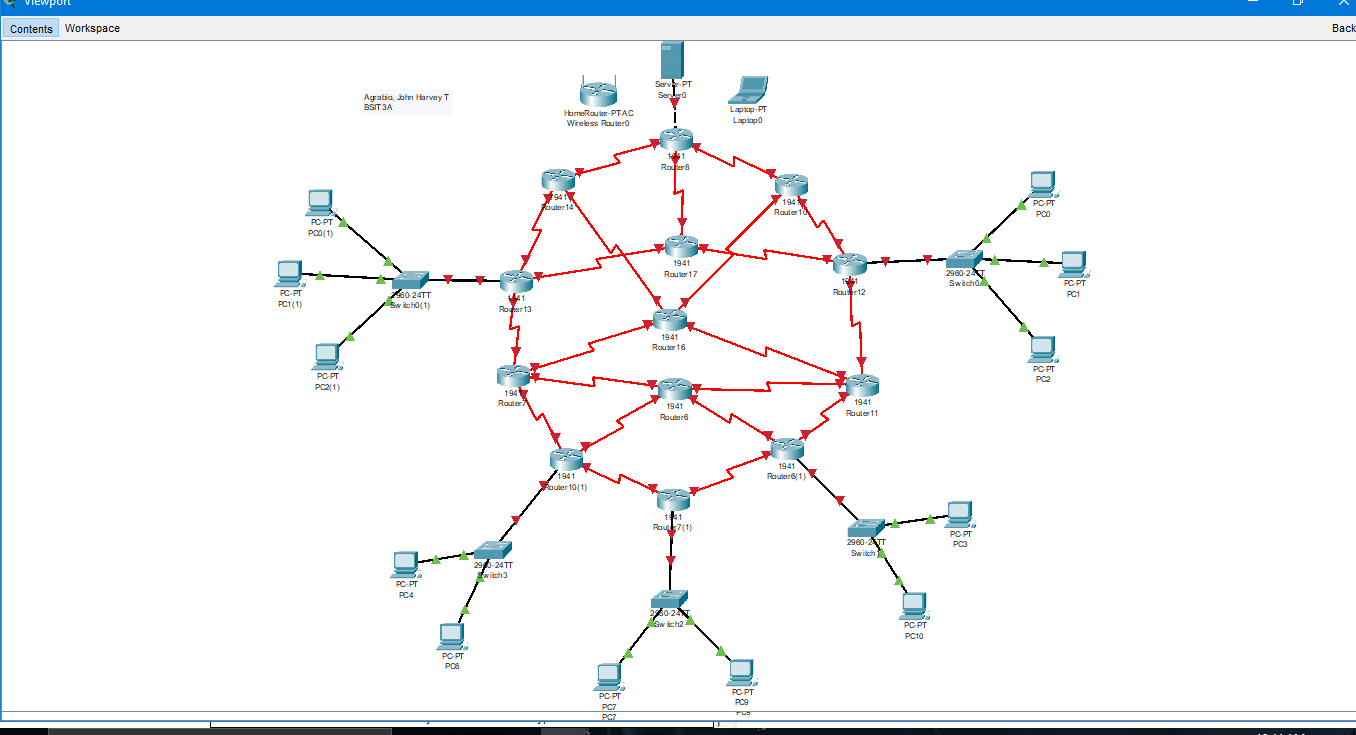 Viewport
Contents Workspace Back
Server-PT
Server0
Agrabio, John Harvey T
BSIT3A
HomeRouter-PT-AC
Wireless Router0
Laptop-PT
Laptop0
1941
Router8
1941
Router14
1941
Router10
PC-PT
PC0(1)
PC-PT
PC0
1941
Router17
PC-PT
PC1(1)
2960-24TT
Switch0(1)
1941
Router13
1941
Router12
2960-24TT
Switch0
PC-PT
PC1
1941
Router16
PC-PT
PC2(1)
PC-PT
PC2
1941
Router7
1941
Router6
1941
Router11
1941
Router10(1)
1941
Router6(1)
1941
Router7(1)
2960-24TT
Switch3
2960-24TT
PC-PT
PC3
PC-PT
PC4
2960-24TT
Switch2
PC-PT
PC10
PC-PT
PC-PT
PC7
PC7
PC-PT
PC9